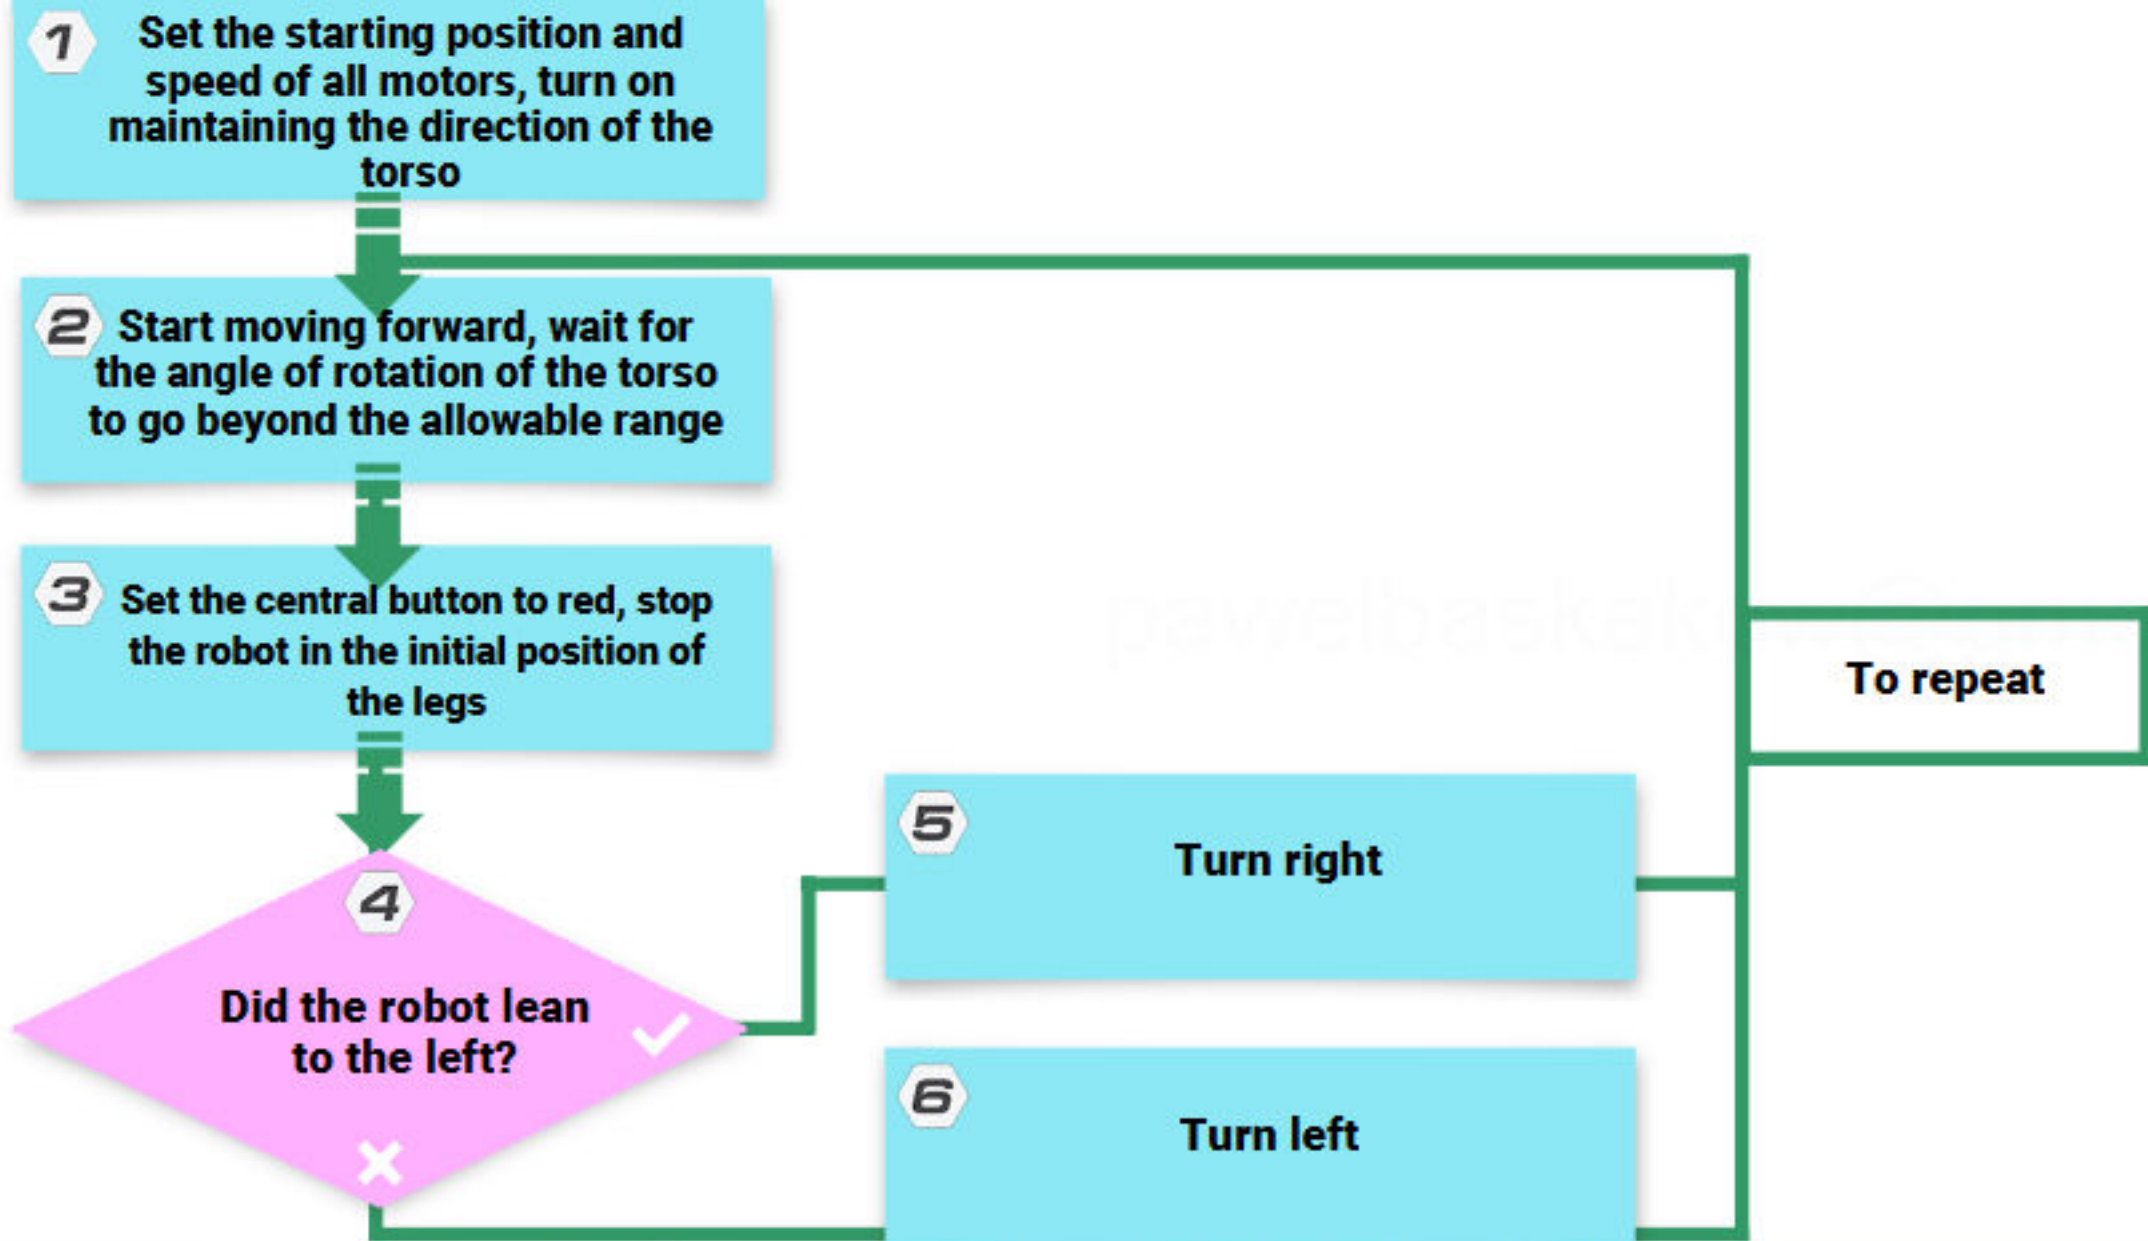 1
Set the starting position and
speed of all motors, turn on
maintaining the direction of the
torso
2
Start moving forward, wait for
the angle of rotation of the torso
to go beyond the allowable range
3
Set the central button to red, stop
the robot in the initial position of
the legs
4
Did the robot lean
to the left?
5
Turn right
6
Turn left
To repeat